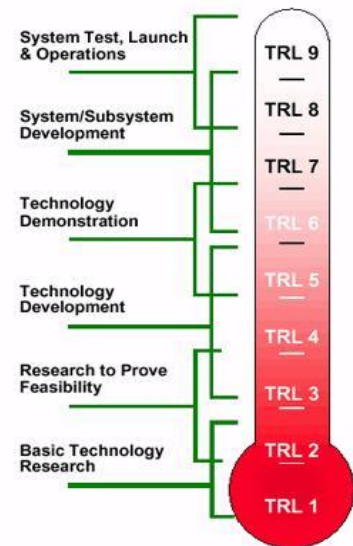 System Test, Launch
& Operations
System/Subsystem
Development
Technology
Demonstration
Technology
Development
Research to Prove
Feasibility
Basic Technology
Research
TRL 9
TRL 8
TRL 7
TRL 6
TRL 5
TRL 4
TRL 3
TRL 2
TRL 1